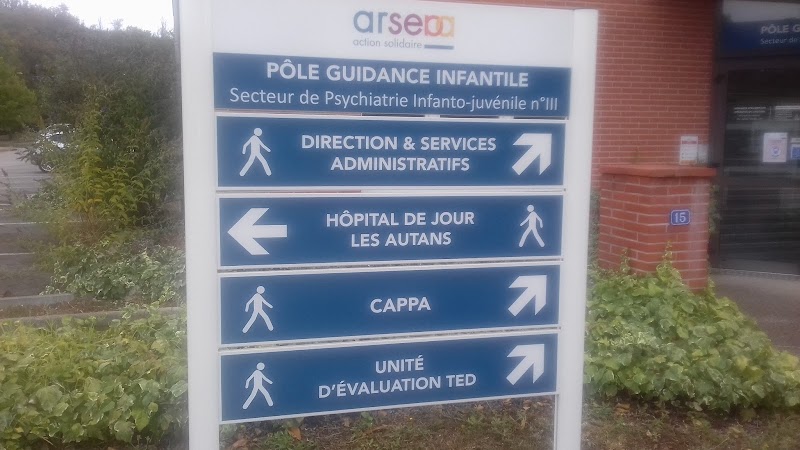 arseaa
action solidaire
PÔLE GUIDANCE INFANTILE
Secteur de Psychiatrie Infanto-juvénile n°III
DIRECTION & SERVICES
ADMINISTRATIFS
HÔPITAL DE JOUR
LES AUTANS
CAPPA
UNITÉ
D'ÉVALUATION TED
PÔLE GU
Secteur de
15